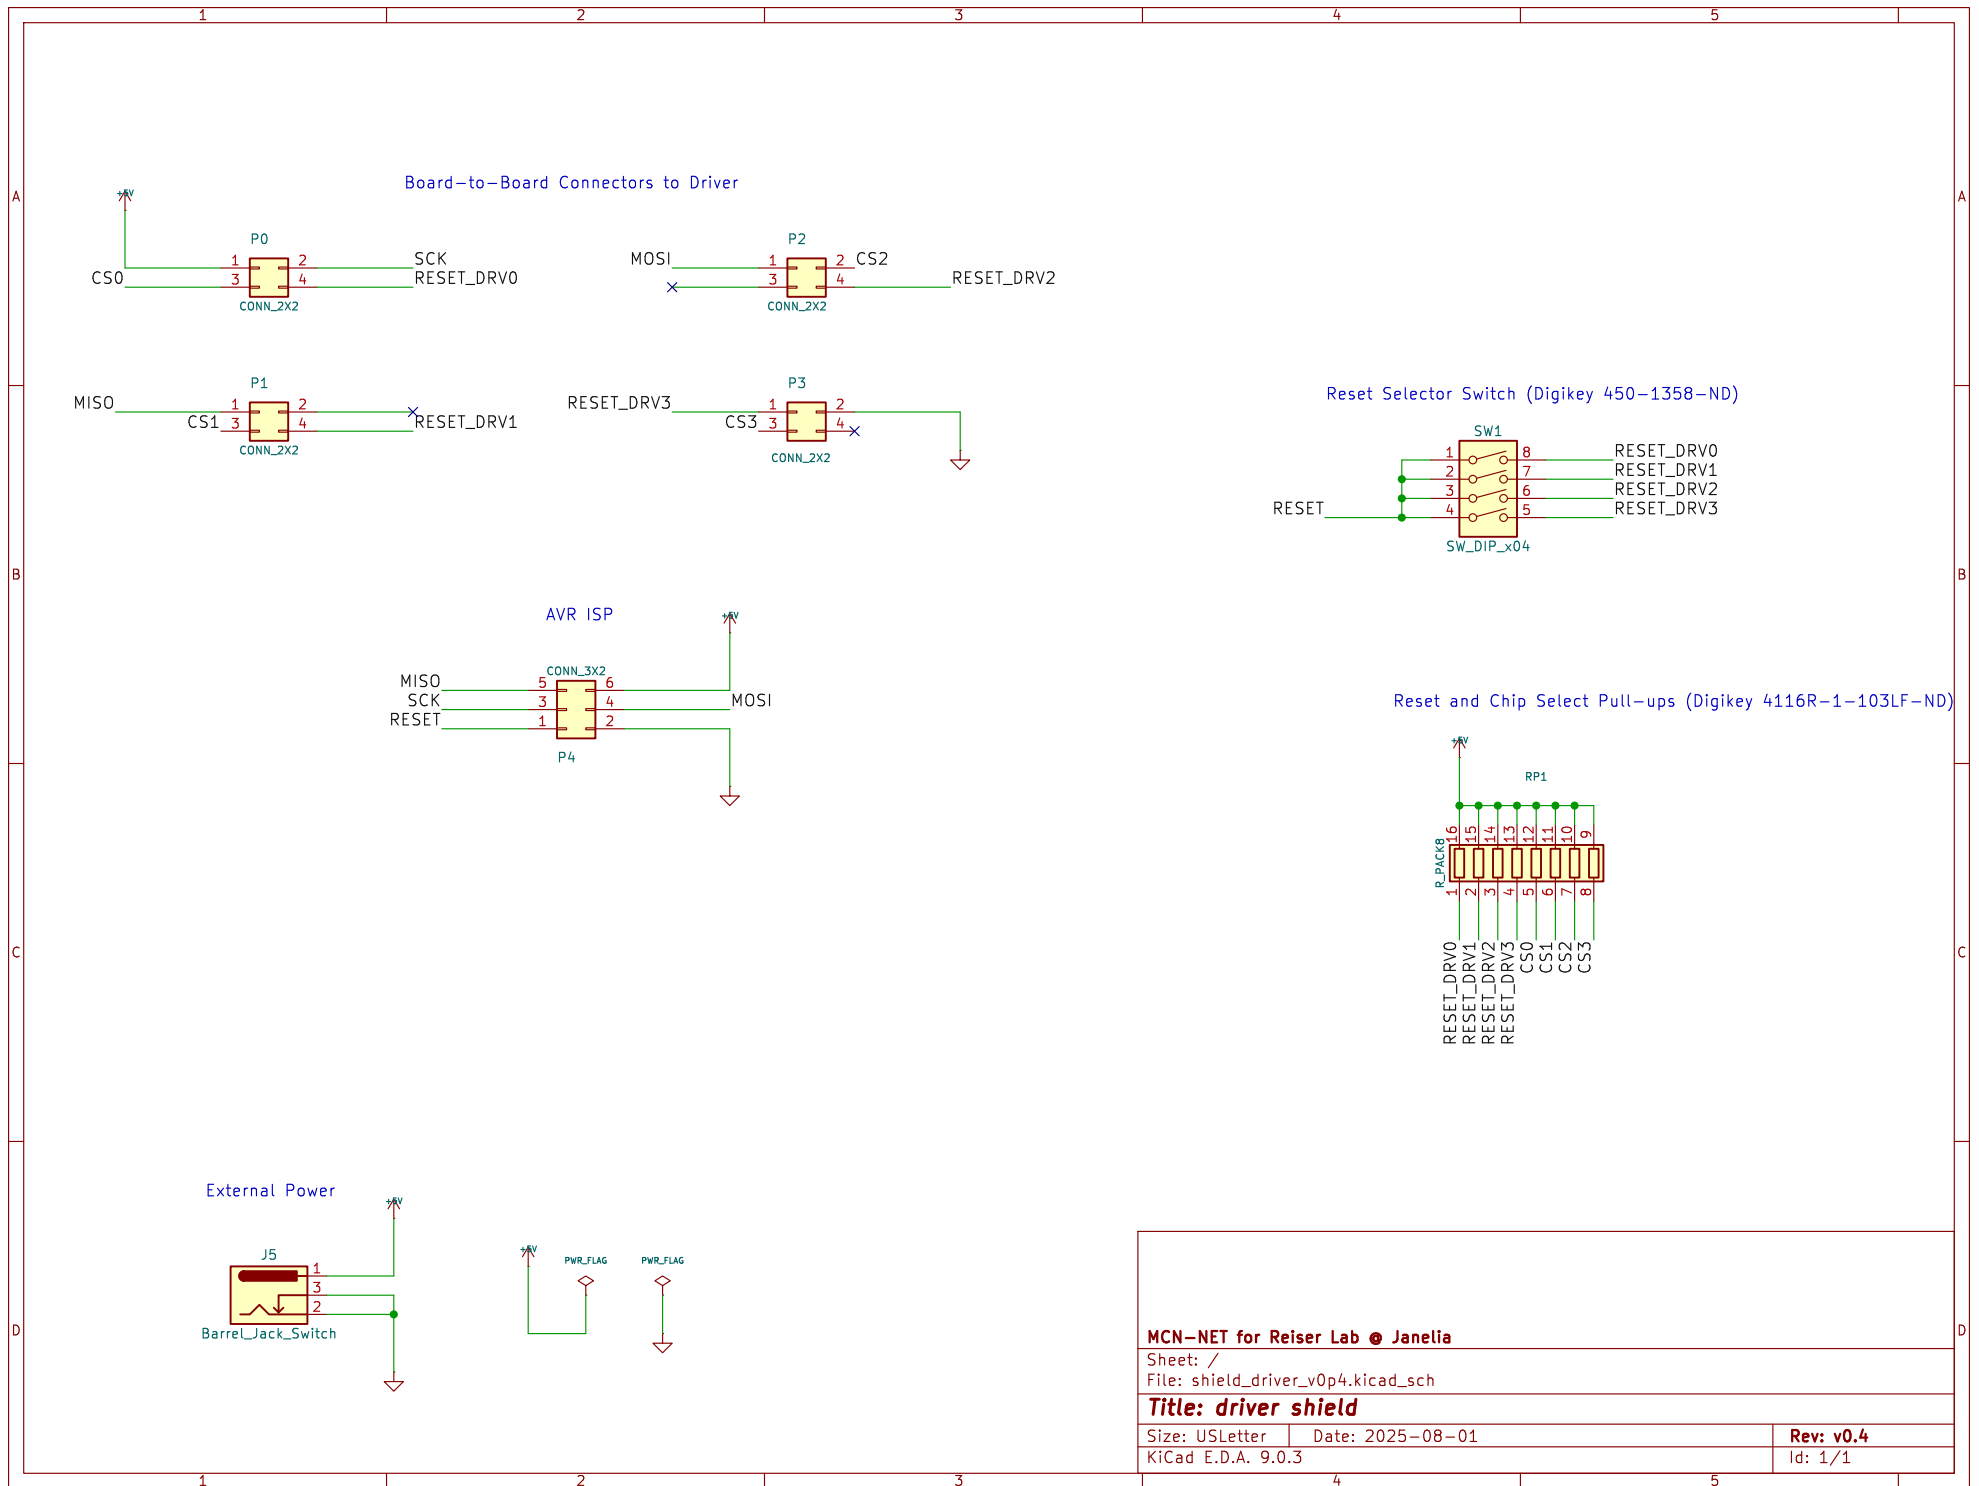 1 2 3 4 5
A A
Board-to-Board Connectors to Driver
+5V
P0
1 2
3 4
CS0
SCK
RESET_DRV0
CONN_2X2
P2
MOSI
1 2
3 4
CS2
RESET_DRV2
CONN_2X2
P1
MISO
1 2
CS1
3 4
RESET_DRV1
CONN_2X2
P3
RESET_DRV3
1 2
CS3
3 4
CONN_2X2
Reset Selector Switch (Digikey 450-1358-ND)
SW1
1 8 RESET_DRV0
2 7 RESET_DRV1
3 6 RESET_DRV2
RESET 4 5 RESET_DRV3
SW_DIP_x04
B B
AVR ISP
+5V
CONN_3X2
MISO 5 6
SCK 3 4 MOSI
RESET 1 2
P4
Reset and Chip Select Pull-ups (Digikey 4116R-1-103LF-ND)
+5V
RP1
16 15 14 13 12 11 10 9
R_PACK8
1 2 3 4 5 6 7 8
RESET_DRV0
RESET_DRV1
RESET_DRV2
RESET_DRV3
CS0
CS1
CS2
CS3
C C
External Power
+5V
J5
1
3
2
Barrel_Jack_Switch
+5V
PWR_FLAG
PWR_FLAG
D D
MCN-NET for Reiser Lab @ Janelia
Sheet: /
File: shield_driver_v0p4.kicad_sch
Title: driver shield
Size: USLetter Date: 2025-08-01 Rev: v0.4
KiCad E.D.A. 9.0.3 Id: 1/1
1 2 3 4 5